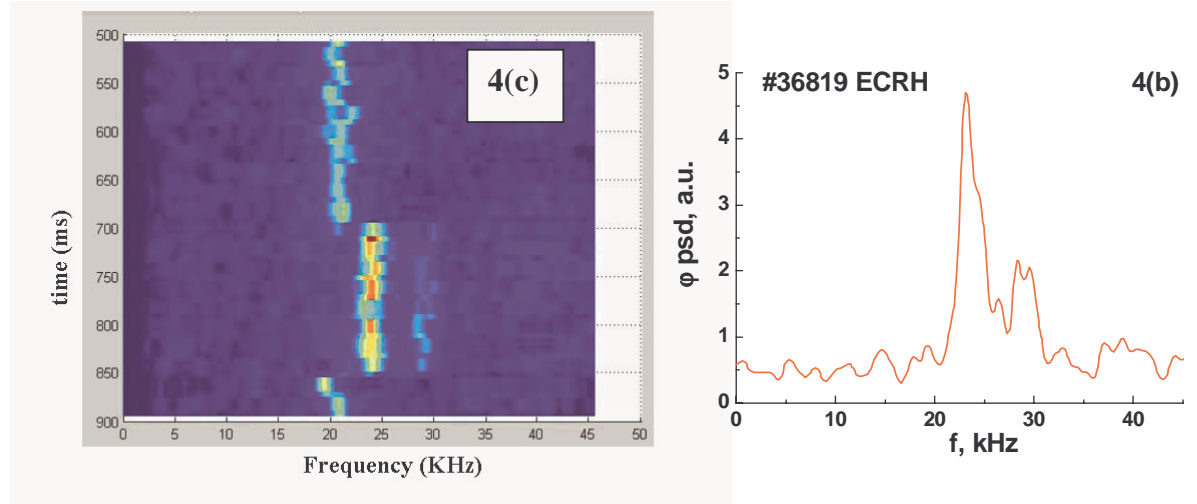 4(c)
500
550
600
650
700
750
800
850
900
time (ms)
0 5 10 15 20 25 30 35 40 45 50
Frequency (KHz)
#36819 ECRH 4(b)
5
4
3
2
1
0
φ psd, a.u.
0 10 20 30 40
f, kHz